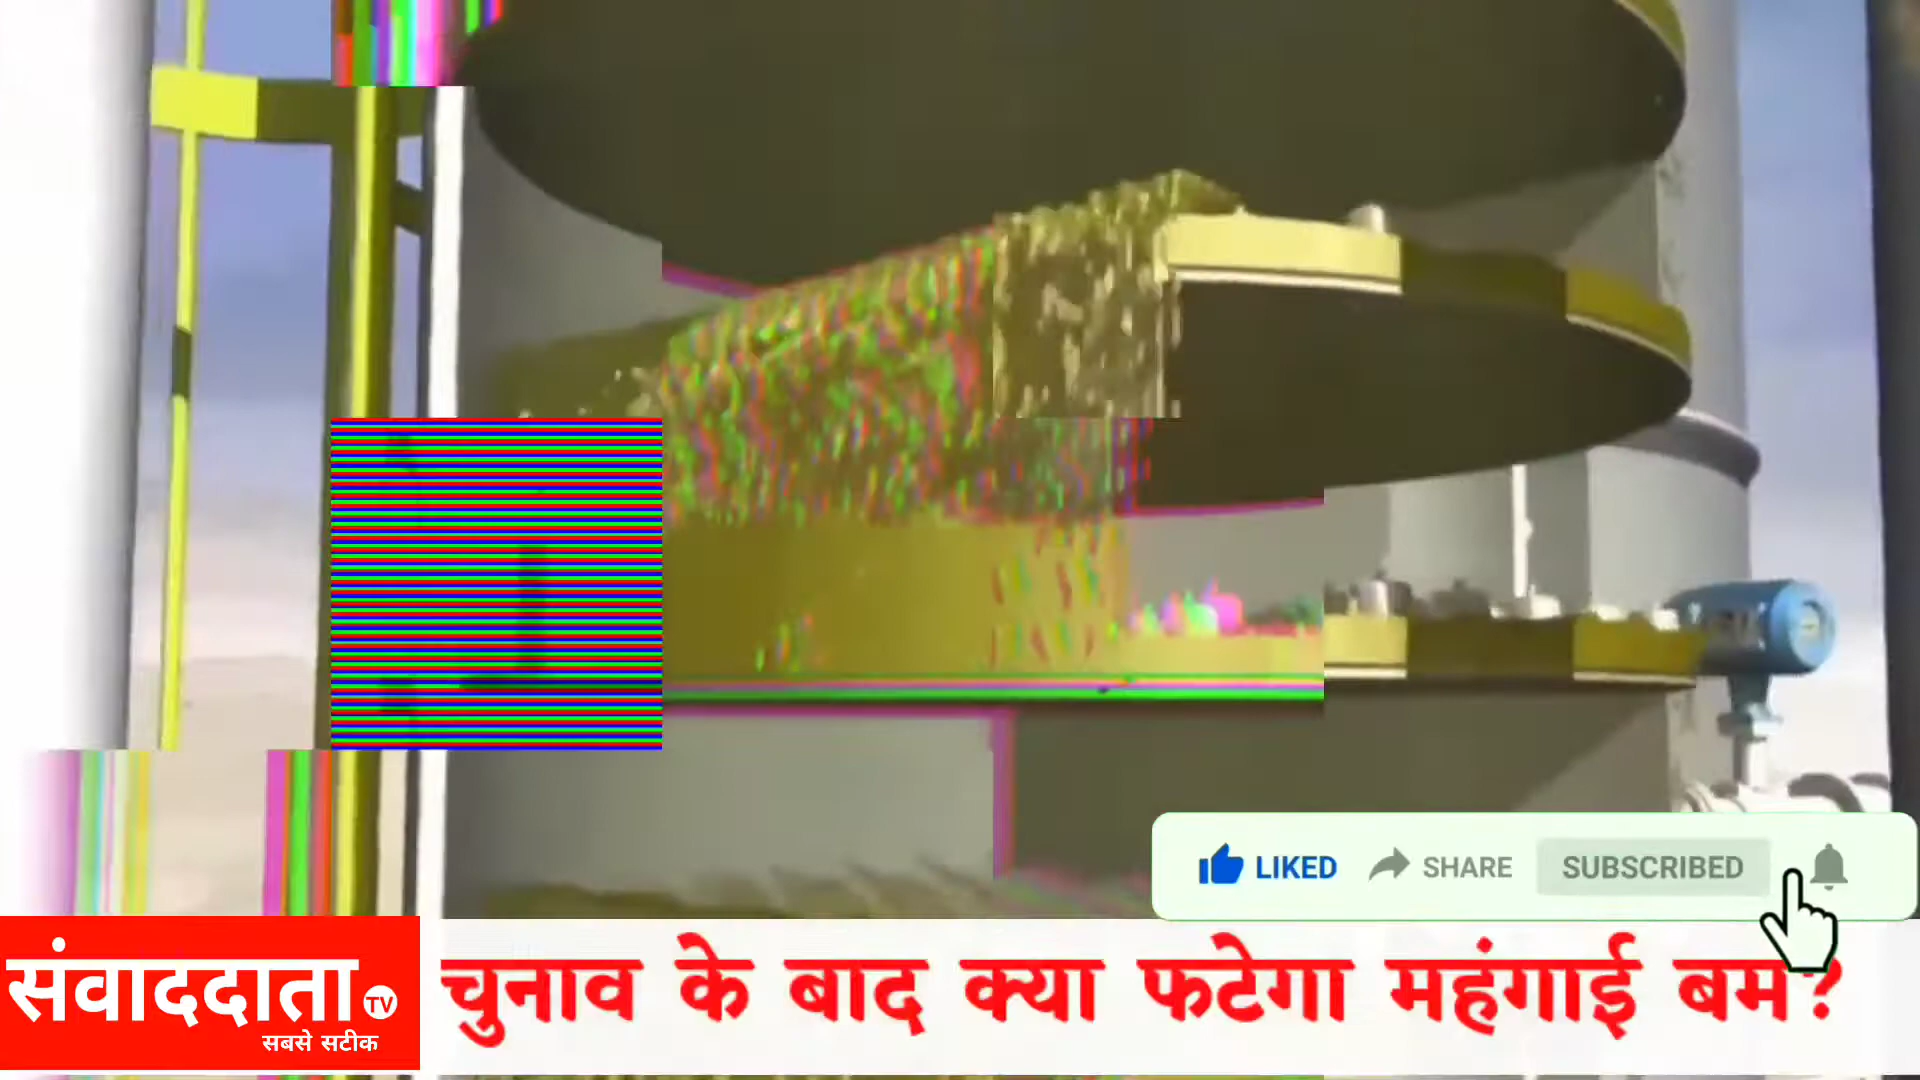 LIKED SHARE SUBSCRIBED
संवाददाता TV
सबसे सटीक
चुनाव के बाद क्या फटेगा महंगाई बम?